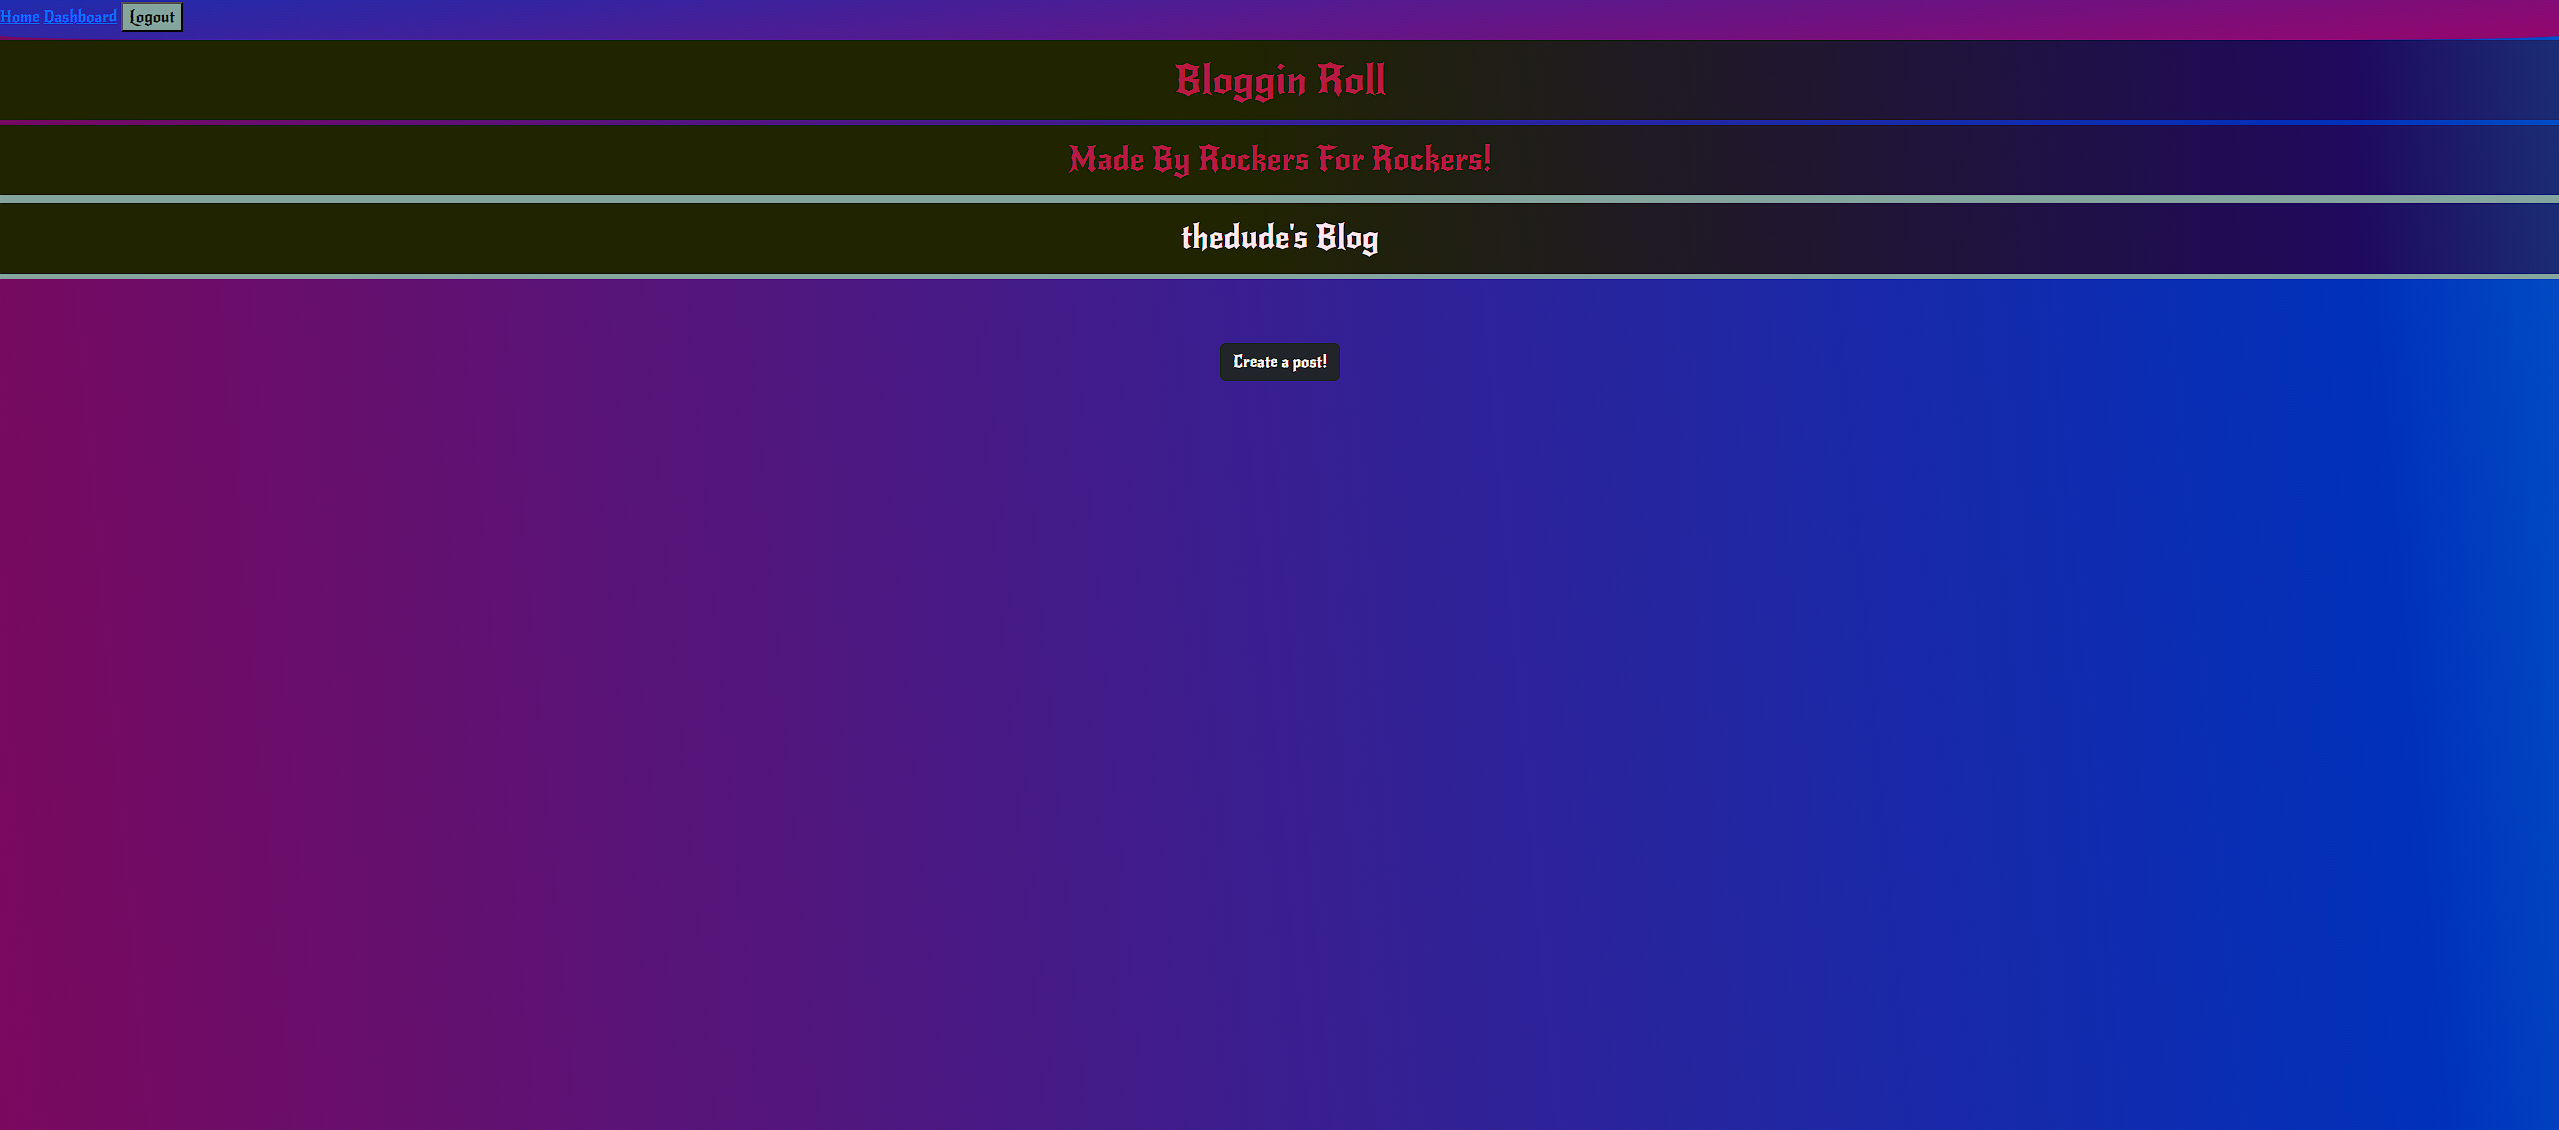 Home Dashboard Logout
Bloggin Roll
Made By Rockers For Rockers!
thedude's Blog
Create a post!